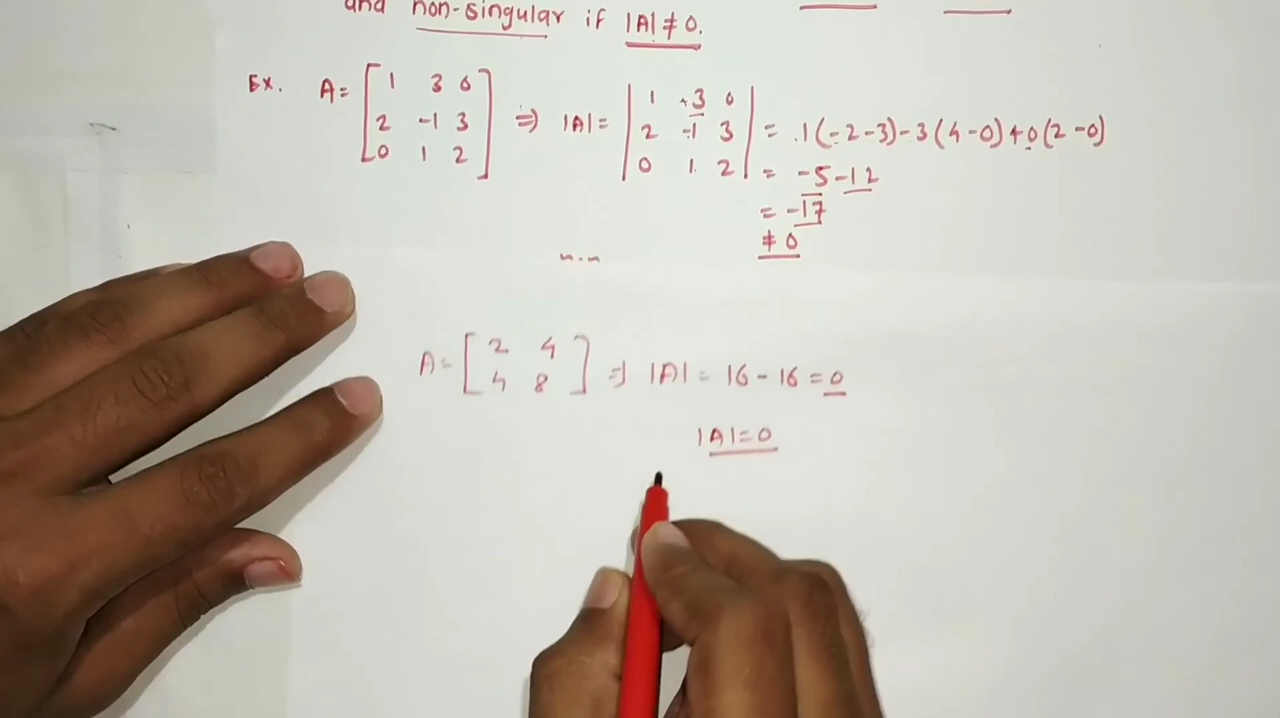 and non-singular if |A| ≠ 0.
Ex. A = [ 1 3 0 ⇒ |A| = | 1 +3 0 | = .1(-2-3)-3(4-0)+0(2-0)
2 -1 3 2 -1 3
0 1 2 ] 0 1. 2 = -5-12
= -17
≠ 0
A = [ 2 4 ⇒ |A| = 16 - 16 = 0
4 8 ]
|A| = 0